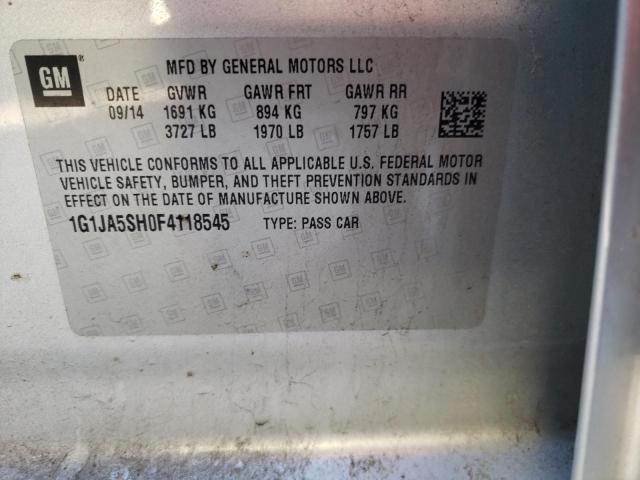 GM®
MFD BY GENERAL MOTORS LLC
DATE GVWR GAWR FRT GAWR RR
09/14 1691 KG 894 KG 797 KG
3727 LB 1970 LB 1757 LB
THIS VEHICLE CONFORMS TO ALL APPLICABLE U.S. FEDERAL MOTOR
VEHICLE SAFETY, BUMPER, AND THEFT PREVENTION STANDARDS IN
EFFECT ON THE DATE OF MANUFACTURE SHOWN ABOVE.
1G1JA5SH0F4118545 TYPE: PASS CAR